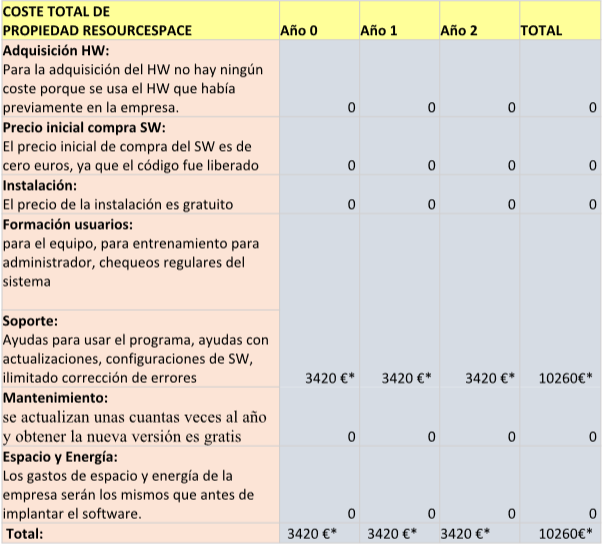 COSTE TOTAL DE
PROPIEDAD RESOURCESPACE Año 0 Año 1 Año 2 TOTAL
Adquisición HW:
Para la adquisición del HW no hay ningún
coste porque se usa el HW que había
previamente en la empresa. 0 0 0 0
Precio inicial compra SW:
El precio inicial de compra del SW es de
cero euros, ya que el código fue liberado 0 0 0 0
Instalación:
El precio de la instalación es gratuito 0 0 0 0
Formación usuarios:
para el equipo, para entrenamiento para
administrador, chequeos regulares del
sistema
Soporte:
Ayudas para usar el programa, ayudas con
actualizaciones, configuraciones de SW,
ilimitado corrección de errores 3420 €* 3420 €* 3420 €* 10260€*
Mantenimiento:
se actualizan unas cuantas veces al año
y obtener la nueva versión es gratis 0 0 0 0
Espacio y Energía:
Los gastos de espacio y energía de la
empresa serán los mismos que antes de
implantar el software. 0 0 0 0
Total: 3420 €* 3420 €* 3420 €* 10260€*